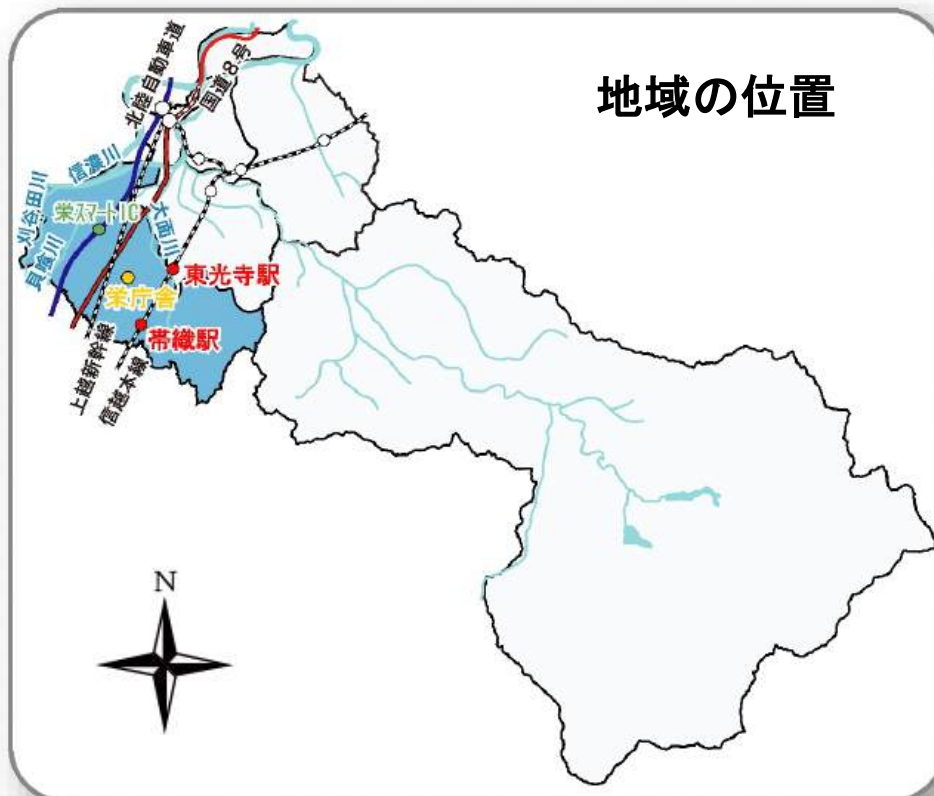 地域の位置
北陸自動車道
国道8号
信濃川
刈谷田川
栄スマートIC
大面川
貝喰川
東光寺駅
栄庁舎
帯織駅
上越新幹線
信越本線
N